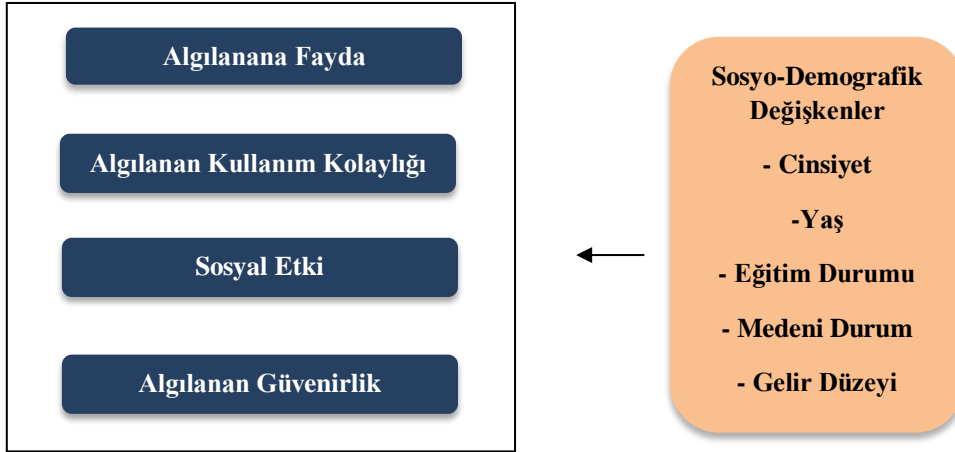 Algılanana Fayda
Algılanan Kullanım Kolaylığı
Sosyal Etki
Algılanan Güvenirlik
Sosyo-Demografik
Değişkenler
- Cinsiyet
-Yaş
- Eğitim Durumu
- Medeni Durum
- Gelir Düzeyi